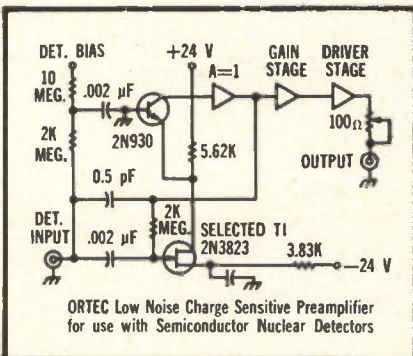 DET. BIAS
+24 V
GAIN
STAGE
DRIVER
STAGE
10
MEG.
.002 µF
A=1
2N930
2K
MEG.
5.62K
100Ω
OUTPUT
0.5 pF
DET.
INPUT
.002 µF
2K
MEG.
SELECTED TI
2N3823
3.83K
—24 V
ORTEC Low Noise Charge Sensitive Preamplifier
for use with Semiconductor Nuclear Detectors